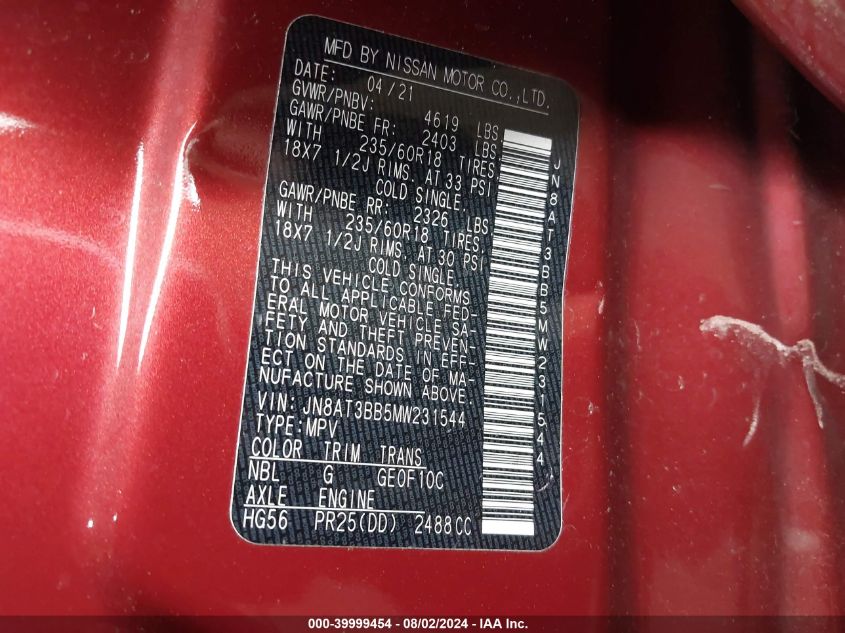 MFD BY NISSAN MOTOR CO.,LTD.
DATE: 04/21
GVWR/PNBV: 4619 LBS
GAWR/PNBE FR: 2403 LBS
WITH 235/60R18 TIRES,
18X7 1/2J RIMS, AT 33 PSI
COLD SINGLE,
GAWR/PNBE RR: 2326 LBS
WITH 235/60R18 TIRES,
18X7 1/2J RIMS, AT 30 PSI
COLD SINGLE,
THIS VEHICLE CONFORMS
TO ALL APPLICABLE FED-
ERAL MOTOR VEHICLE SA-
FETY AND THEFT PREVEN-
TION STANDARDS IN EFF-
ECT ON THE DATE OF MA-
NUFACTURE SHOWN ABOVE.
VIN: JN8AT3BB5MW231544
TYPE:MPV
COLOR TRIM TRANS
NBL G GE0F10C
AXLE ENGINE
HG56 PR25(DD) 2488CC
JN8AT3BB5MW231544
000-39999454 - 08/02/2024 - IAA Inc.